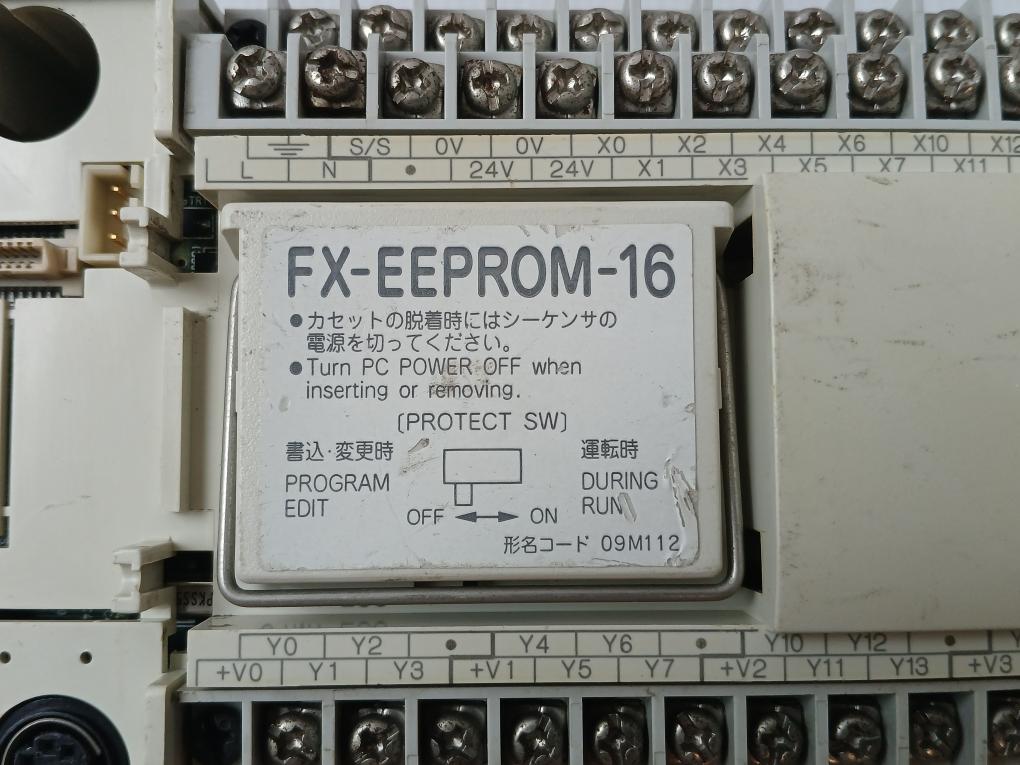 S/S 0V 0V X0 X2 X4 X6 X10 X12
L N • 24V 24V X1 X3 X5 X7 X11
FX-EEPROM-16
●カセットの脱着時にはシーケンサの
電源を切ってください。
●Turn PC POWER OFF when
inserting or removing.
(PROTECT SW)
書込・変更時 運転時
PROGRAM DURING
EDIT RUN
OFF ON
形名コード 09M112
Y0 Y2 • Y4 Y6 • Y10 Y12 •
+V0 Y1 Y3 +V1 Y5 Y7 +V2 Y11 Y13 +V3